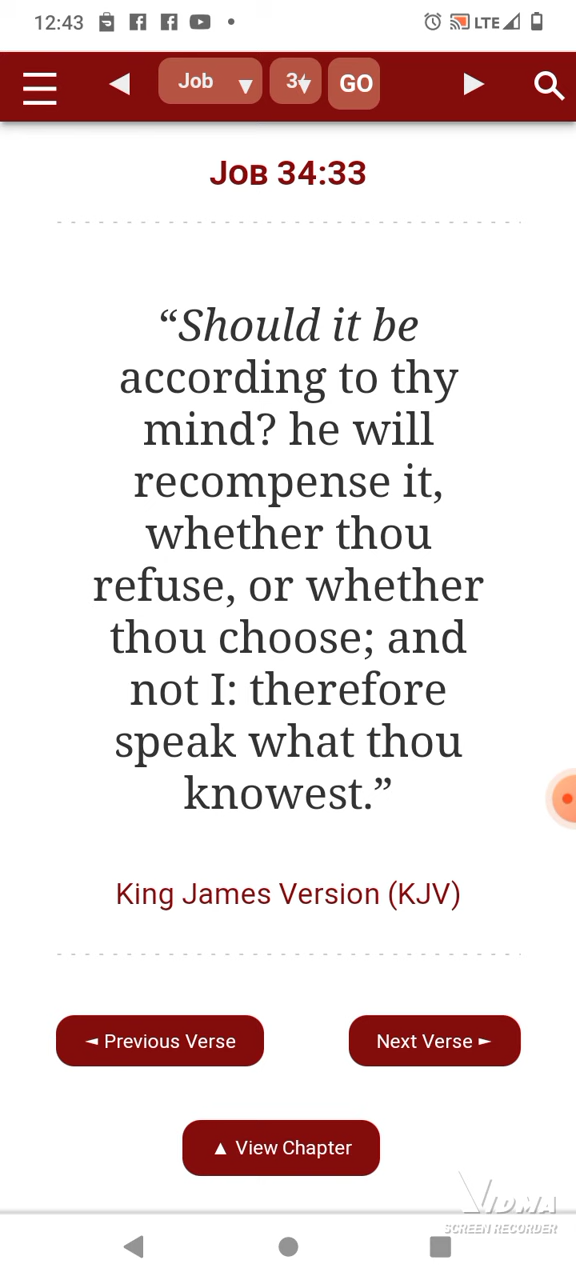 12:43 LTE
Job 3 GO
Job 34:33
“Should it be
according to thy
mind? he will
recompense it,
whether thou
refuse, or whether
thou choose; and
not I: therefore
speak what thou
knowest.”
King James Version (KJV)
◄ Previous Verse Next Verse ►
▲ View Chapter
VIDMA
SCREEN RECORDER